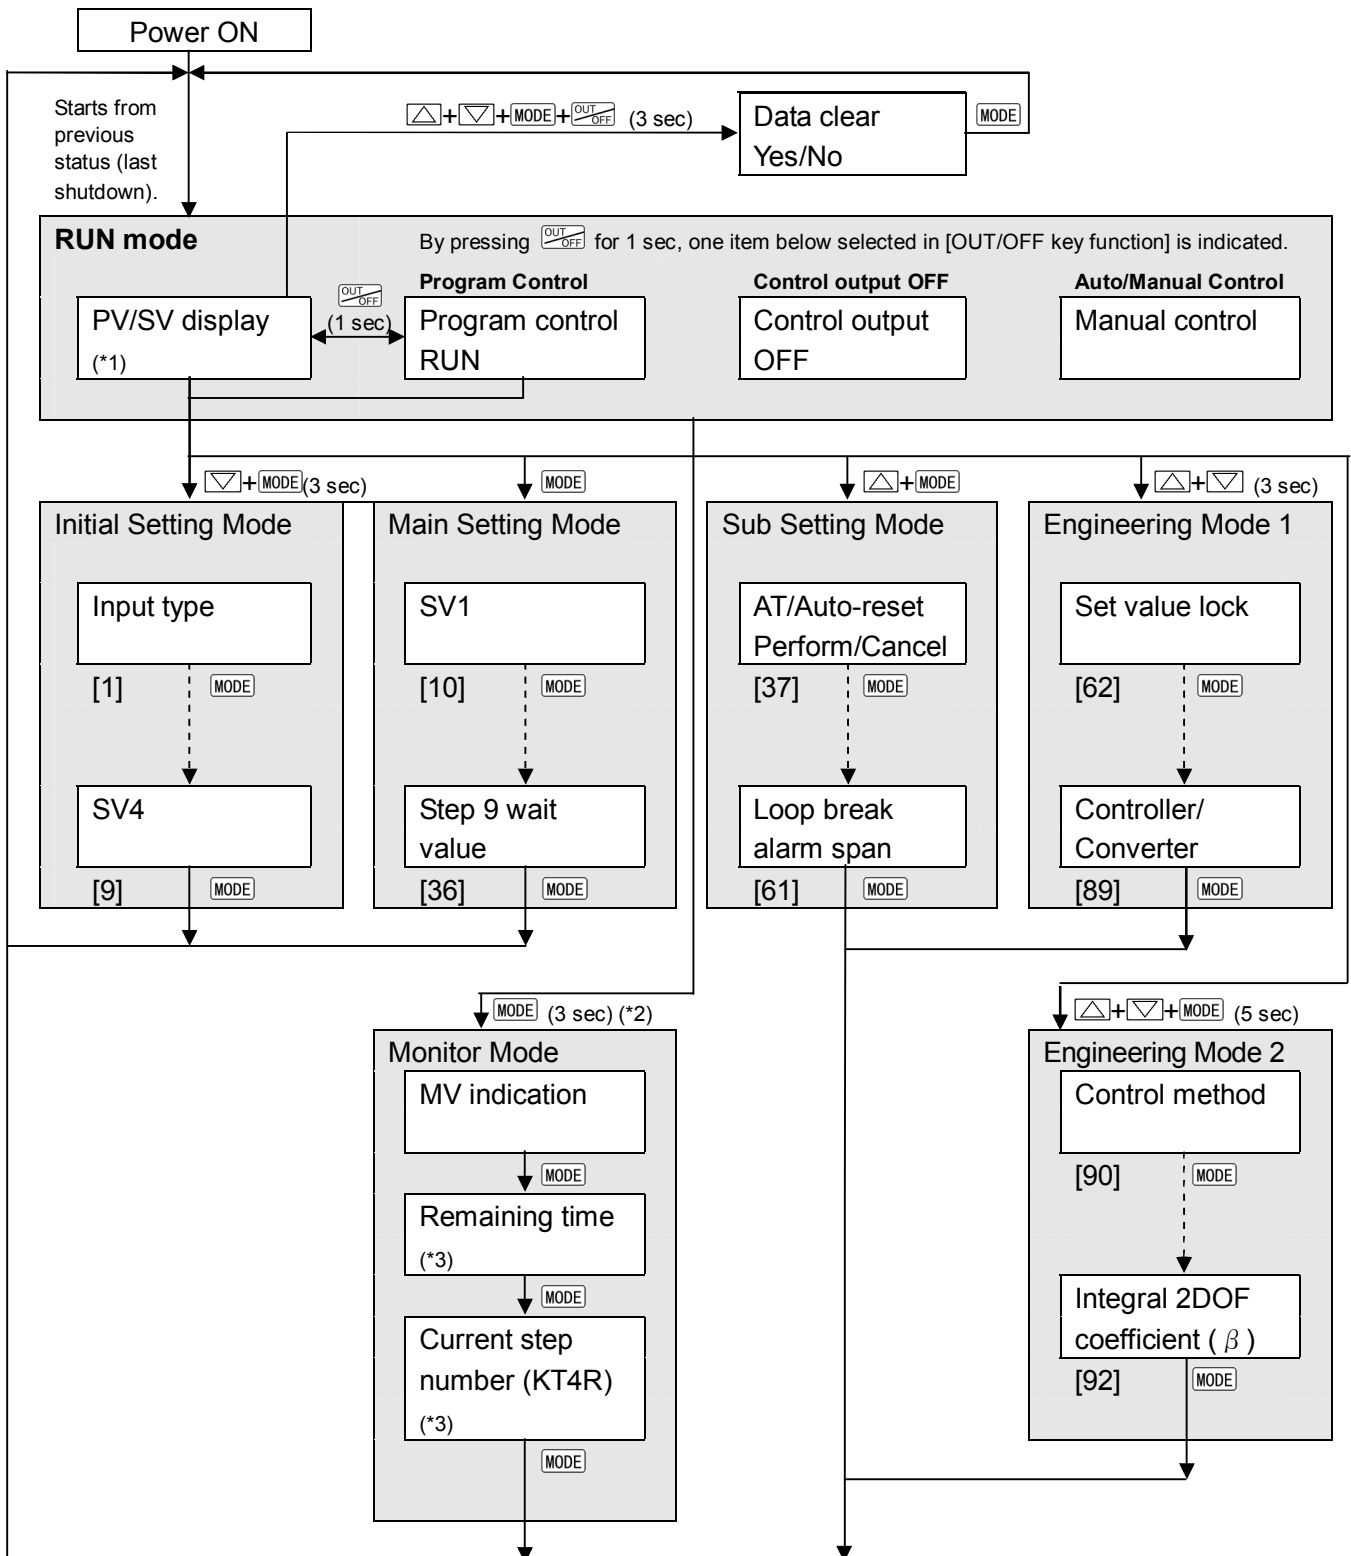 Power ON
Starts from
previous
status (last
shutdown).
△+▽+MODE+OUT/OFF (3 sec)
Data clear
Yes/No
MODE
RUN mode
By pressing OUT/OFF for 1 sec, one item below selected in [OUT/OFF key function] is indicated.
Program Control
Control output OFF
Auto/Manual Control
PV/SV display
(*1)
OUT/OFF
(1 sec)
Program control
RUN
Control output
OFF
Manual control
▽+MODE(3 sec)
MODE
△+MODE
△+▽ (3 sec)
Initial Setting Mode
Input type
[1] MODE
SV4
[9] MODE
Main Setting Mode
SV1
[10] MODE
Step 9 wait
value
[36] MODE
Sub Setting Mode
AT/Auto-reset
Perform/Cancel
[37] MODE
Loop break
alarm span
[61] MODE
Engineering Mode 1
Set value lock
[62] MODE
Controller/
Converter
[89] MODE
MODE (3 sec) (*2)
Monitor Mode
MV indication
MODE
Remaining time
(*3)
MODE
Current step
number (KT4R)
(*3)
MODE
△+▽+MODE (5 sec)
Engineering Mode 2
Control method
[90] MODE
Integral 2DOF
coefficient ( β )
[92] MODE